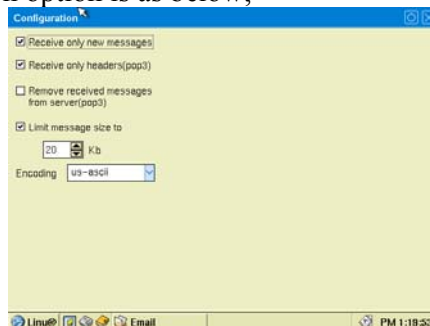 option is as below,
Configuration
Receive only new messages
Receive only headers(pop3)
Remove received messages
from server(pop3)
Limit message size to
20 Kb
Encoding us-ascii
Linu@ Email PM 1:19:53